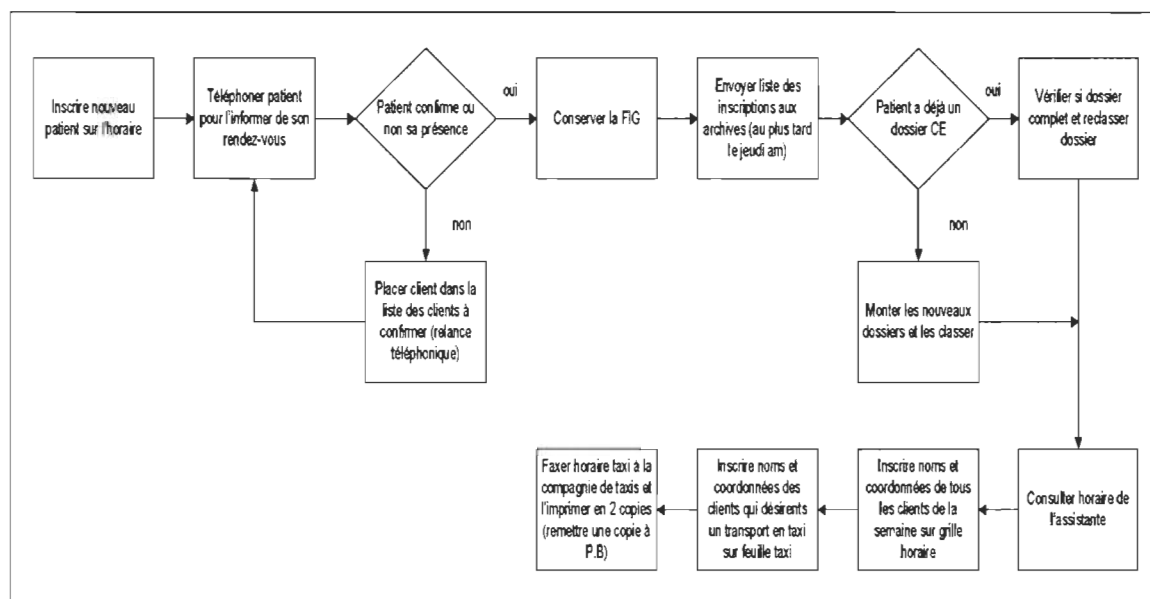 Inscrire nouveau
patient sur l'horaire
Téléphoner patient
pour l'informer de son
rendez-vous
Patient confirme ou
non sa présence
oui
Conserver la FIG
Envoyer liste des
inscriptions aux
archives (au plus tard
le jeudi am)
Patient a déjà un
dossier CE
oui
Vérifier si dossier
complet et reclasser
dossier
non
Placer client dans la
liste des clients à
confirmer (relance
téléphonique)
non
Monter les nouveaux
dossiers et les classer
Faxer horaire taxi à la
compagnie de taxis et
l'imprimer en 2 copies
(remettre une copie à
P.B)
Inscrire noms et
coordonnées des
clients qui désirents
un transport en taxi
sur feuille taxi
Inscrire noms et
coordonnées de tous
les clients de la
semaine sur grille
horaire
Consulter horaire de
l'assistante